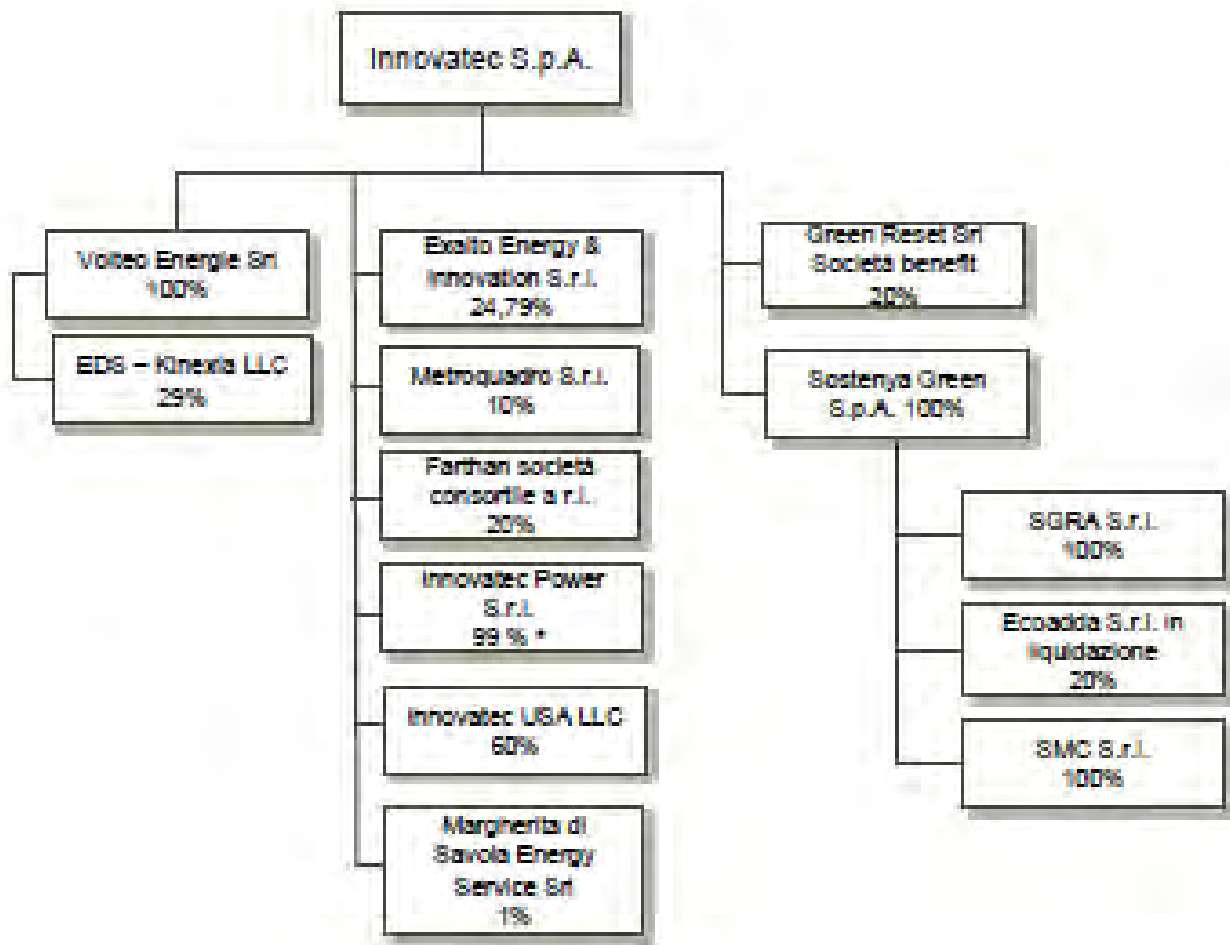 Innovatec S.p.A.
Volteo Energie Srl
100%
EDS – Kinexia LLC
29%
Exalto Energy &
Innovation S.r.l.
24,79%
Metroquadro S.r.l.
10%
Farthan società
consortile a r.l.
20%
Innovatec Power
S.r.l.
99 % *
Innovatec USA LLC
60%
Margherita di
Savoia Energy
Service Srl
1%
Green Reset Srl
Società benefit
20%
Sostenya Green
S.p.A. 100%
SGRA S.r.l.
100%
Ecoadda S.r.l. in
liquidazione
20%
SMC S.r.l.
100%